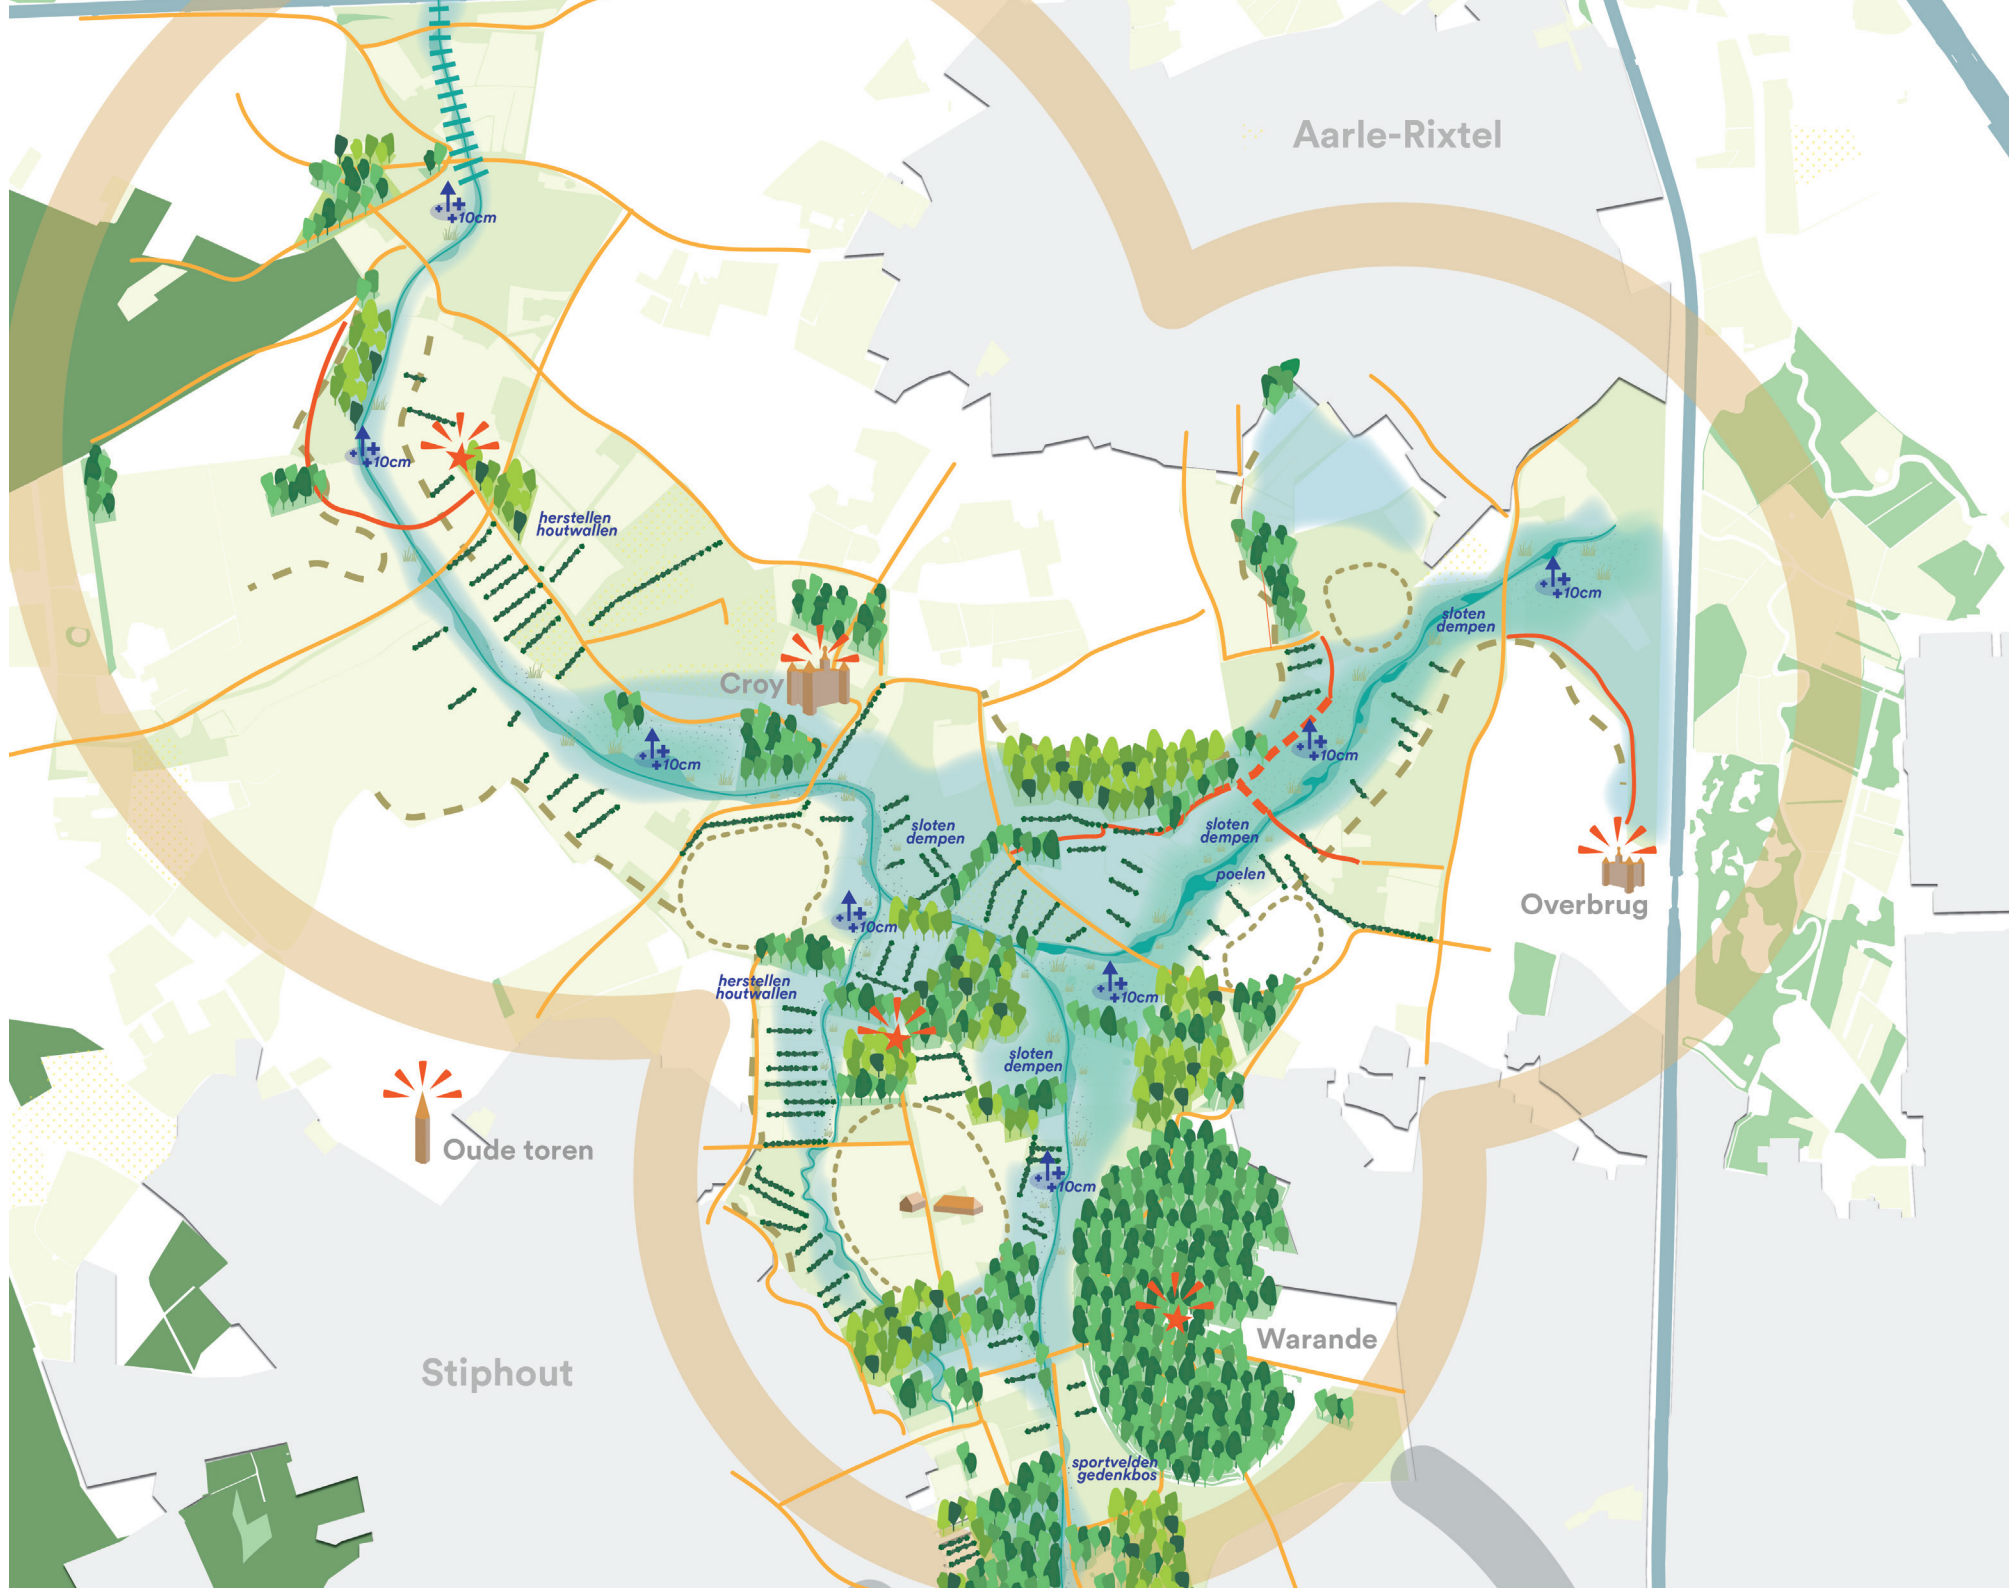 Aarle-Rixtel
+10cm
+10cm
herstellen
houtwallen
+10cm
sloten
dempen
Croy
+10cm
+10cm
sloten
dempen
sloten
dempen
poelen
Overbrug
+10cm
herstellen
houtwallen
+10cm
sloten
dempen
Oude toren
+10cm
Warande
Stiphout
sportvelden
gedenkbos